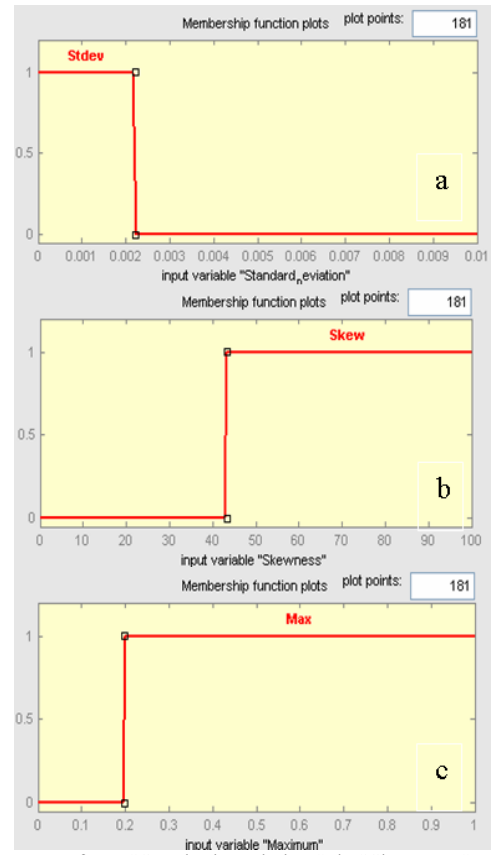 Membership function plots plot points: 181
Stdev
1
0.5
0
a
0 0.001 0.002 0.003 0.004 0.005 0.006 0.007 0.008 0.009 0.01
input variable "Standard_neviation"
Membership function plots plot points: 181
Skew
1
0.5
0
b
0 10 20 30 40 50 60 70 80 90 100
input variable "Skewness"
Membership function plots plot points: 181
Max
1
0.5
0
c
0 0.1 0.2 0.3 0.4 0.5 0.6 0.7 0.8 0.9 1
input variable "Maximum"